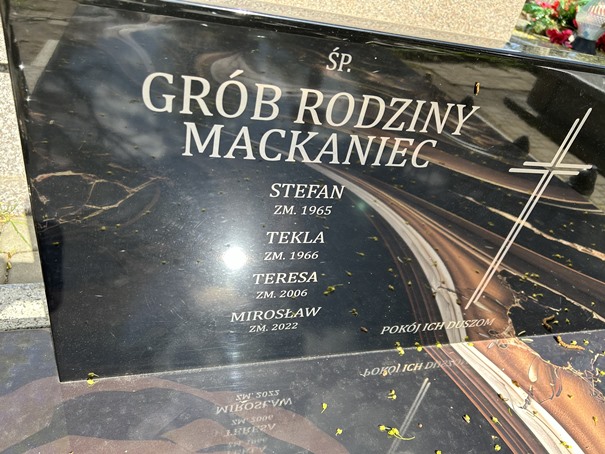 ŚP.
GRÓB RODZINY
MACKANIEC
STEFAN
ZM. 1965
TEKLA
ZM. 1966
TERESA
ZM. 2006
MIROSŁAW
ZM. 2022
POKÓJ ICH DUSZOM